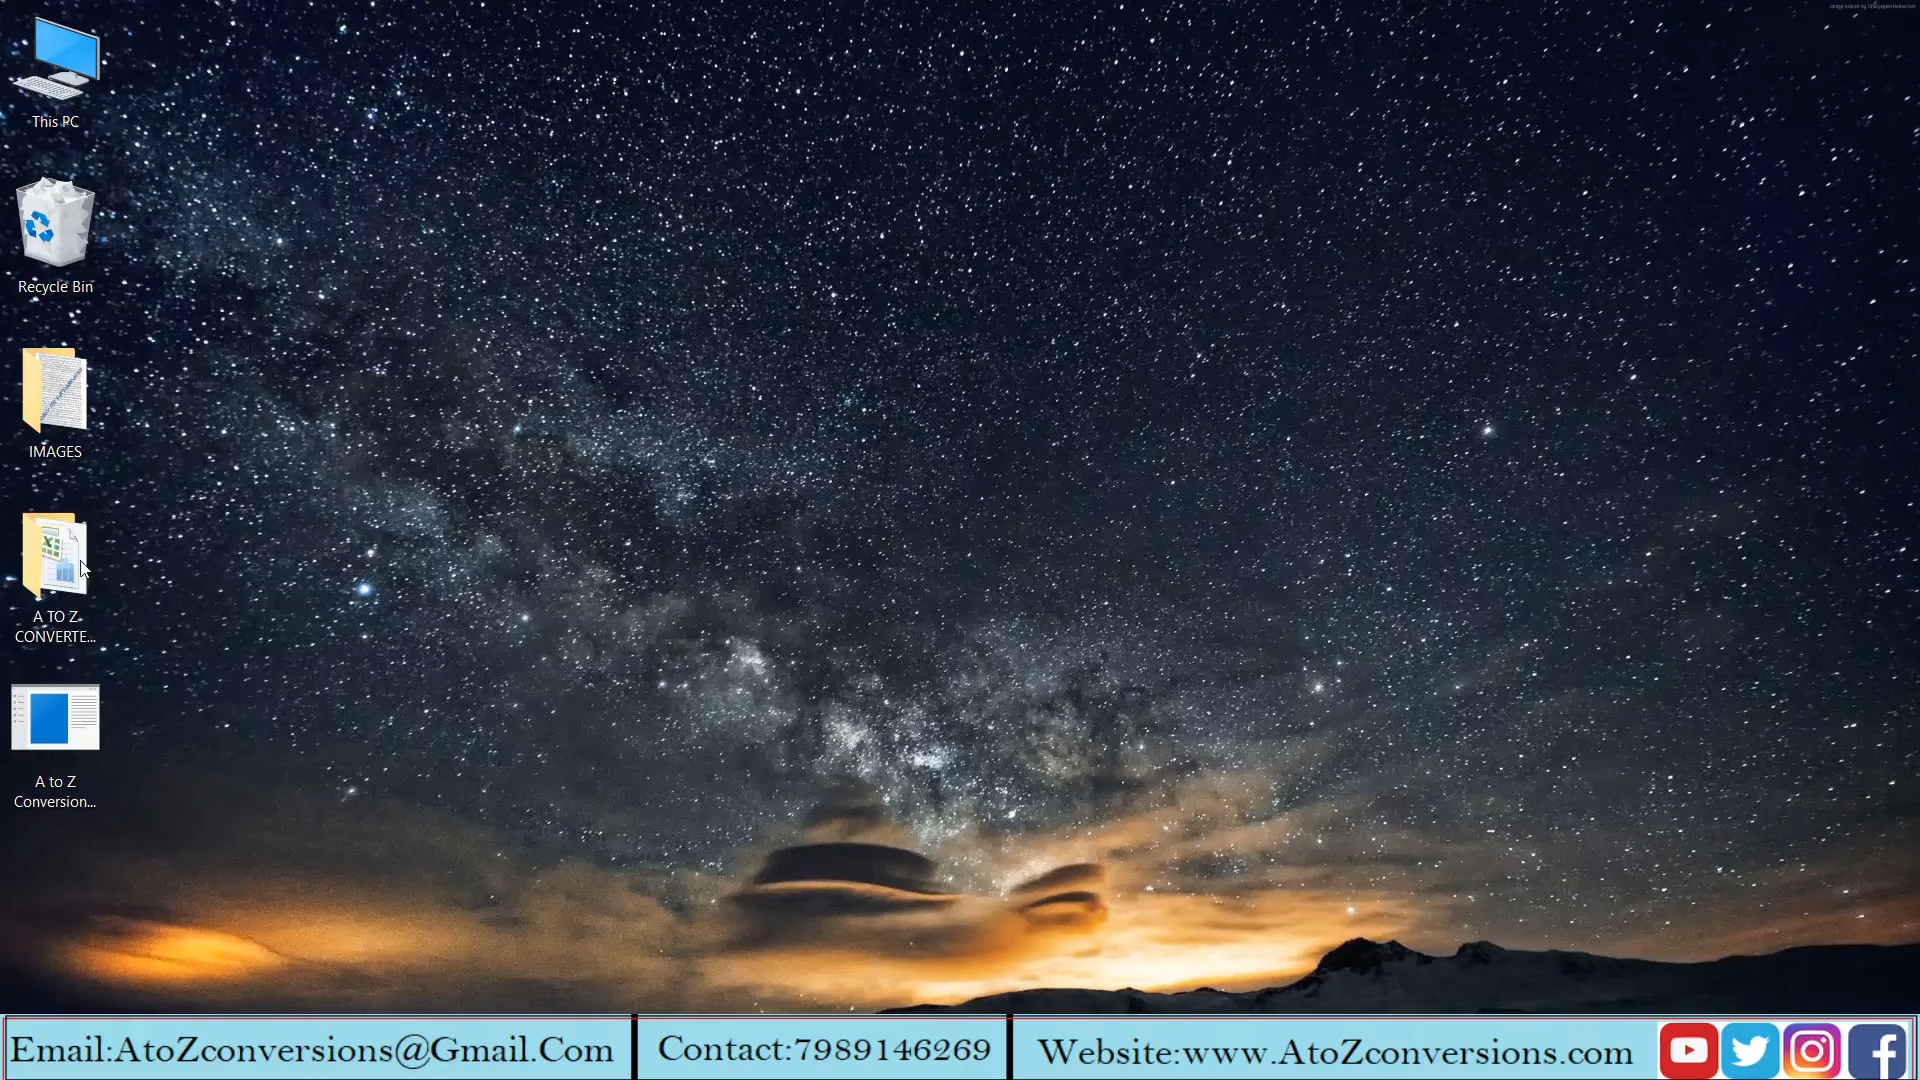 This PC
Recycle Bin
IMAGES
A TO Z
CONVERTE...
A to Z
Conversion...
Email:AtoZconversions@Gmail.Com
Contact:7989146269
Website:www.AtoZconversions.com